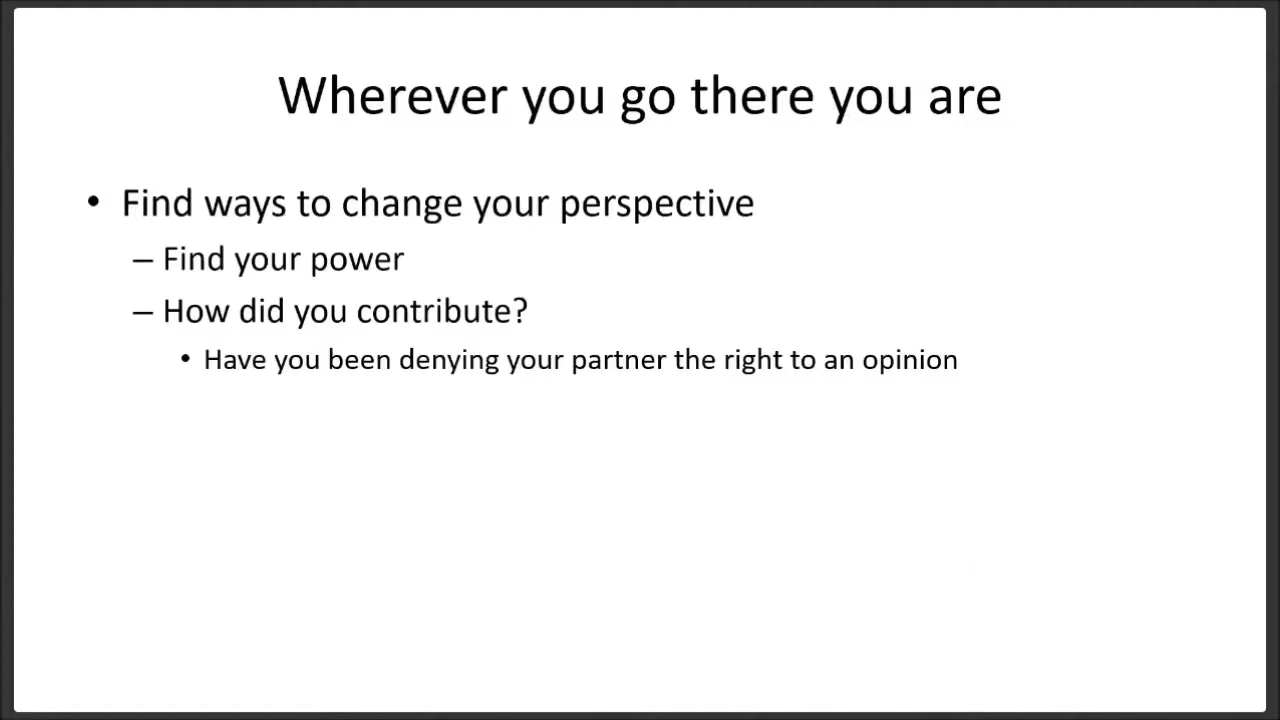 Wherever you go there you are
• Find ways to change your perspective
– Find your power
– How did you contribute?
• Have you been denying your partner the right to an opinion